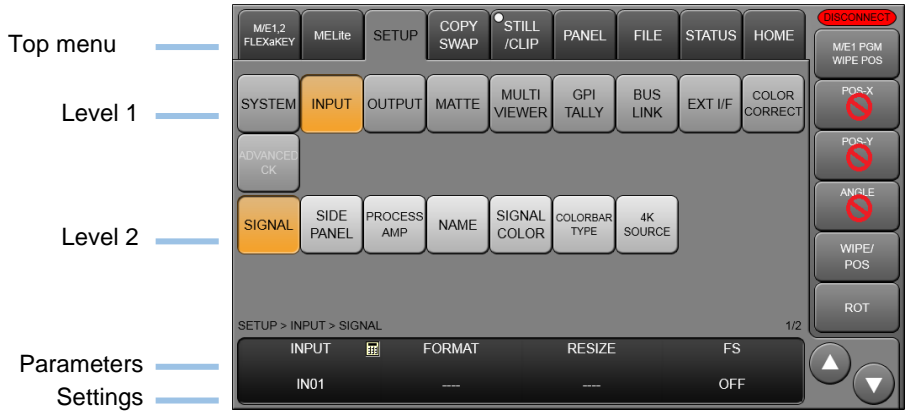 Top menu
M/E1,2
FLEXaKEY
MELite
SETUP
COPY
SWAP
STILL
/CLIP
PANEL
FILE
STATUS
HOME
DISCONNECT
M/E1 PGM
WIPE POS
Level 1
SYSTEM
INPUT
OUTPUT
MATTE
MULTI
VIEWER
GPI
TALLY
BUS
LINK
EXT I/F
COLOR
CORRECT
POS-X
ADVANCED
CK
POS-Y
ANGLE
Level 2
SIGNAL
SIDE
PANEL
PROCESS
AMP
NAME
SIGNAL
COLOR
COLORBAR
TYPE
4K
SOURCE
WIPE/
POS
ROT
SETUP > INPUT > SIGNAL
1/2
Parameters
INPUT
FORMAT
RESIZE
FS
Settings
IN01
----
----
OFF